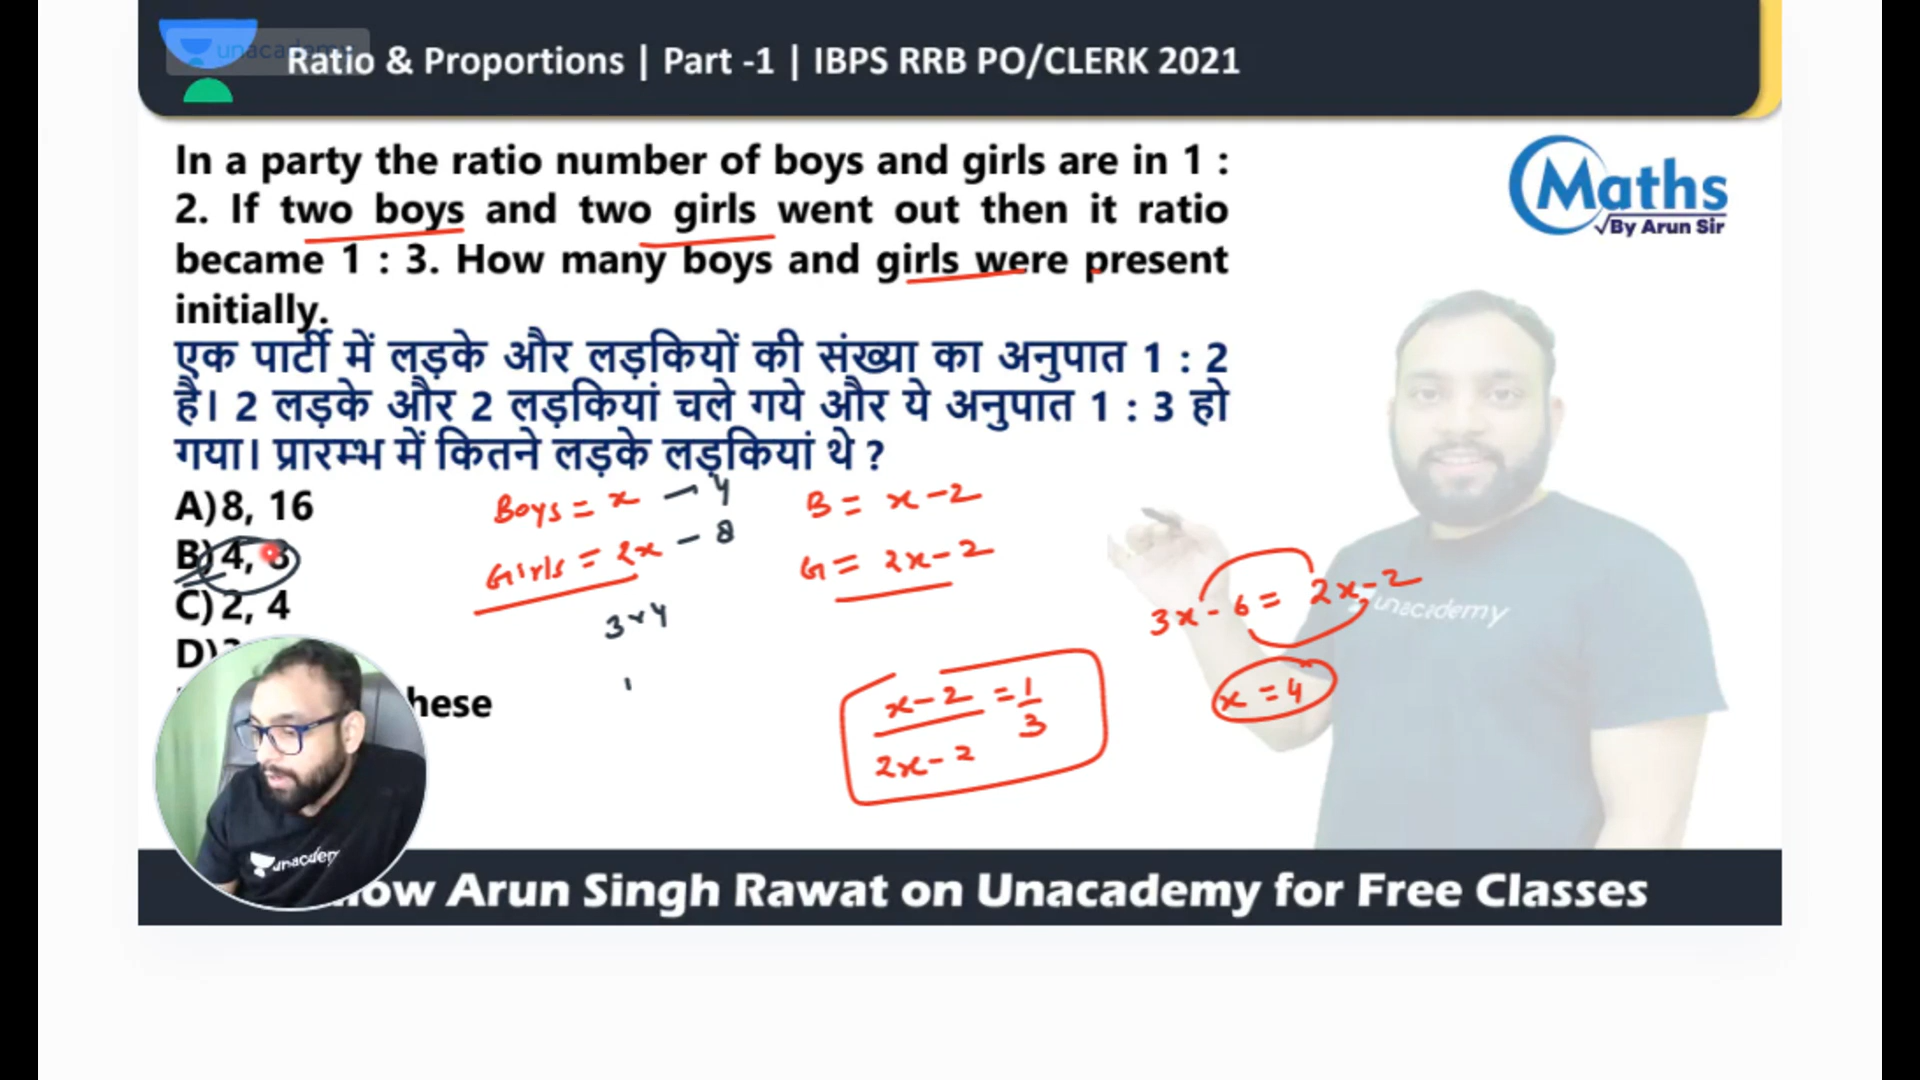 unacademy
Ratio & Proportions | Part -1 | IBPS RRB PO/CLERK 2021
Maths
√By Arun Sir
In a party the ratio number of boys and girls are in 1 :
2. If two boys and two girls went out then it ratio
became 1 : 3. How many boys and girls were present
initially.
एक पार्टी में लड़के और लड़कियों की संख्या का अनुपात 1 : 2
है। 2 लड़के और 2 लड़कियां चले गये और ये अनुपात 1 : 3 हो
गया। प्रारम्भ में कितने लड़के लड़कियां थे ?
A) 8, 16
B) 4, 8
C) 2, 4
D)
hese
Boys = x — 4
Girls = 2x — 8
B = x-2
G = 2x-2
x-2 = 1
2x-2 3
3x-6 = 2x-2
x = 4
unacademy
unacademy
ow Arun Singh Rawat on Unacademy for Free Classes